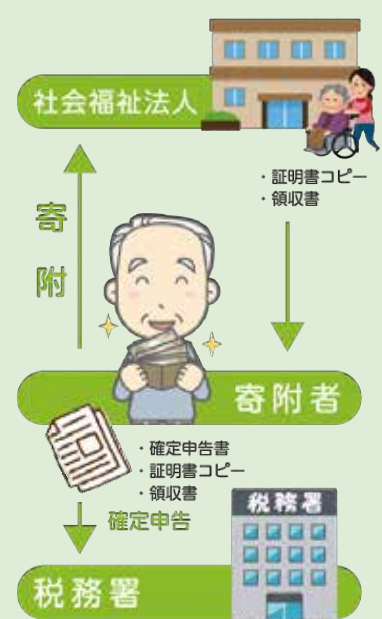 社会福祉法人
・証明書コピー
・領収書
寄附
寄附者
・確定申告書
・証明書コピー
・領収書
確定申告
税務署
税務署